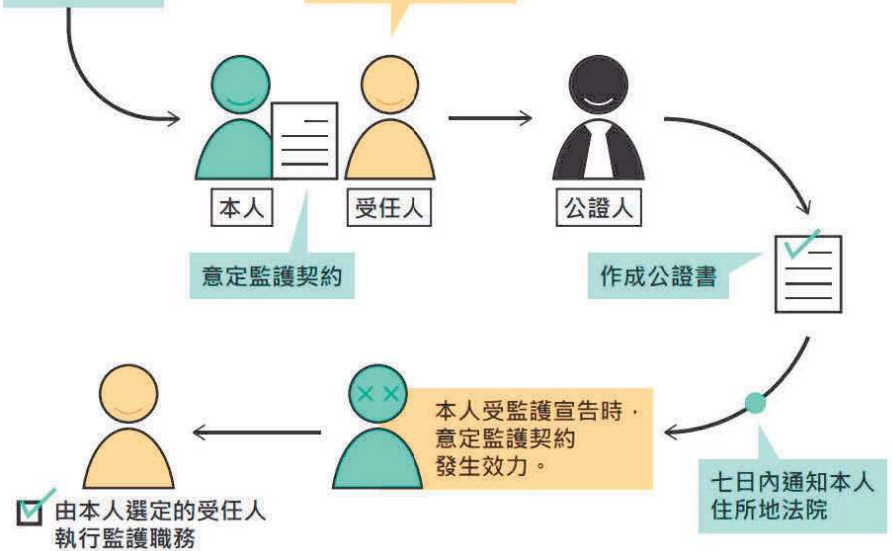 本人
受任人
公證人
意定監護契約
作成公證書
本人受監護宣告時，
意定監護契約
發生效力。
七日內通知本人
住所地法院
由本人選定的受任人
執行監護職務